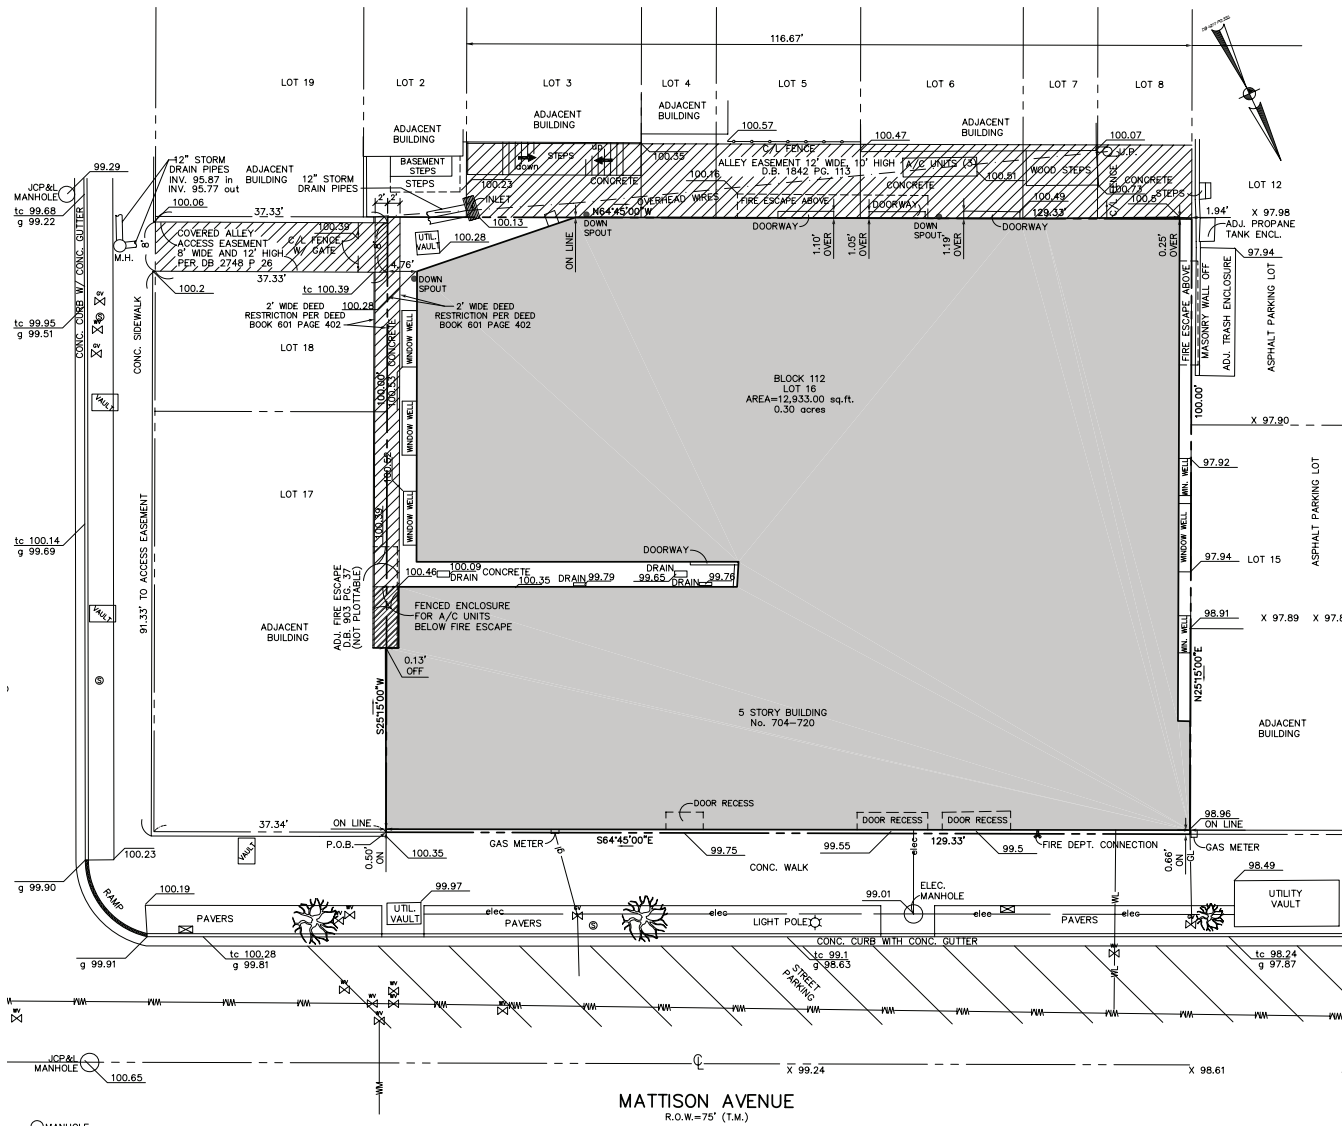 116.67'
LOT 19
LOT 2
LOT 3
LOT 4
LOT 5
LOT 6
LOT 7
LOT 8
ADJACENT
BUILDING
ADJACENT
BUILDING
ADJACENT
BUILDING
ADJACENT
BUILDING
100.57
100.47
100.07
U.P.
99.29
12" STORM
DRAIN PIPES
INV. 95.87 in
INV. 95.77 out
ADJACENT
BUILDING
12" STORM
DRAIN PIPES
BASEMENT
STEPS
STEPS
down
STEPS
up
100.35
C/L FENCE
ALLEY EASEMENT 12' WIDE, 10' HIGH
D.B. 1842 PG. 113
A/C UNITS (3)
100.51
WOOD STEPS
CONCRETE
STEPS
LOT 12
JCP&L
MANHOLE
tc 99.68
g 99.22
100.06
37.33'
2'
2'
INLET
100.23
100.13
CONCRETE
OVERHEAD WIRES
100.16
FIRE ESCAPE ABOVE
CONCRETE
100.49
C/L FENCE
100.73
100.5
N64°45'00"W
DOORWAY
DOORWAY
129.33'
DOORWAY
1.94'
X 97.98
ADJ. PROPANE
TANK ENCL.
97.94
8'
M.H.
COVERED ALLEY
ACCESS EASEMENT
8' WIDE AND 12' HIGH
PER DB 2748 P 26
100.39
C/L FENCE
W/ GATE
8'
UTIL.
VAULT
100.28
ON LINE
DOWN
SPOUT
1.10'
OVER
1.05'
OVER
DOWN
SPOUT
1.19'
OVER
0.25'
OVER
37.33'
4.76'
DOWN
SPOUT
tc 100.39
100.2
100.28
2' WIDE DEED
RESTRICTION PER DEED
BOOK 601 PAGE 402
2' WIDE DEED
RESTRICTION PER DEED
BOOK 601 PAGE 402
CONC. CURB W/ CONC. GUTTER
tc 99.95
g 99.51
CONC. SIDEWALK
LOT 18
CONCRETE
WINDOW WELL
100.00'
100.53
FIRE ESCAPE ABOVE
MASONRY WALL OFF
ADJ. TRASH ENCLOSURE
ASPHALT PARKING LOT
BLOCK 112
LOT 16
AREA=12,933.00 sq.ft.
0.30 acres
100.00'
VAULT
WINDOW WELL
X 97.90
100.52
WIN. WELL
97.92
ASPHALT PARKING LOT
LOT 17
WINDOW WELL
100.39
WINDOW WELL
tc 100.14
g 99.69
91.33' TO ACCESS EASEMENT
DOORWAY
97.94
LOT 15
100.46
100.09
DRAIN
CONCRETE
100.35
DRAIN
99.79
DRAIN
99.65
DRAIN
99.76
VAULT
ADJACENT
BUILDING
ADJ. FIRE ESCAPE
D.B. 903 PG. 37
(NOT PLOTTABLE)
FENCED ENCLOSURE
FOR A/C UNITS
BELOW FIRE ESCAPE
WIN. WELL
98.91
X 97.89
0.13'
OFF
S
S25°15'00"W
N25°15'00"E
5 STORY BUILDING
No. 704-720
ADJACENT
BUILDING
DOOR RECESS
DOOR RECESS
DOOR RECESS
37.34'
ON LINE
98.96
ON LINE
P.O.B.
0.50'
ON
100.35
GAS METER
S64°45'00"E
99.75
99.55
elec
129.33'
99.5
FIRE DEPT. CONNECTION
0.66'
ON
GL
GAS METER
100.23
VAULT
CONC. WALK
98.49
g 99.90
RAMP
100.19
99.97
99.01
ELEC.
MANHOLE
WL
UTILITY
VAULT
PAVERS
UTIL.
VAULT
elec
PAVERS
S
elec
LIGHT POLE
elec
PAVERS
elec
CONC. CURB WITH CONC. GUTTER
g 99.91
tc 100.28
g 99.81
STREET
PARKING
tc 99.1
g 98.63
WL
tc 98.24
g 97.87
JCP&L
MANHOLE
100.65
WM
X 99.24
X 98.61
MATTISON AVENUE
R.O.W.=75' (T.M.)
MANHOLE